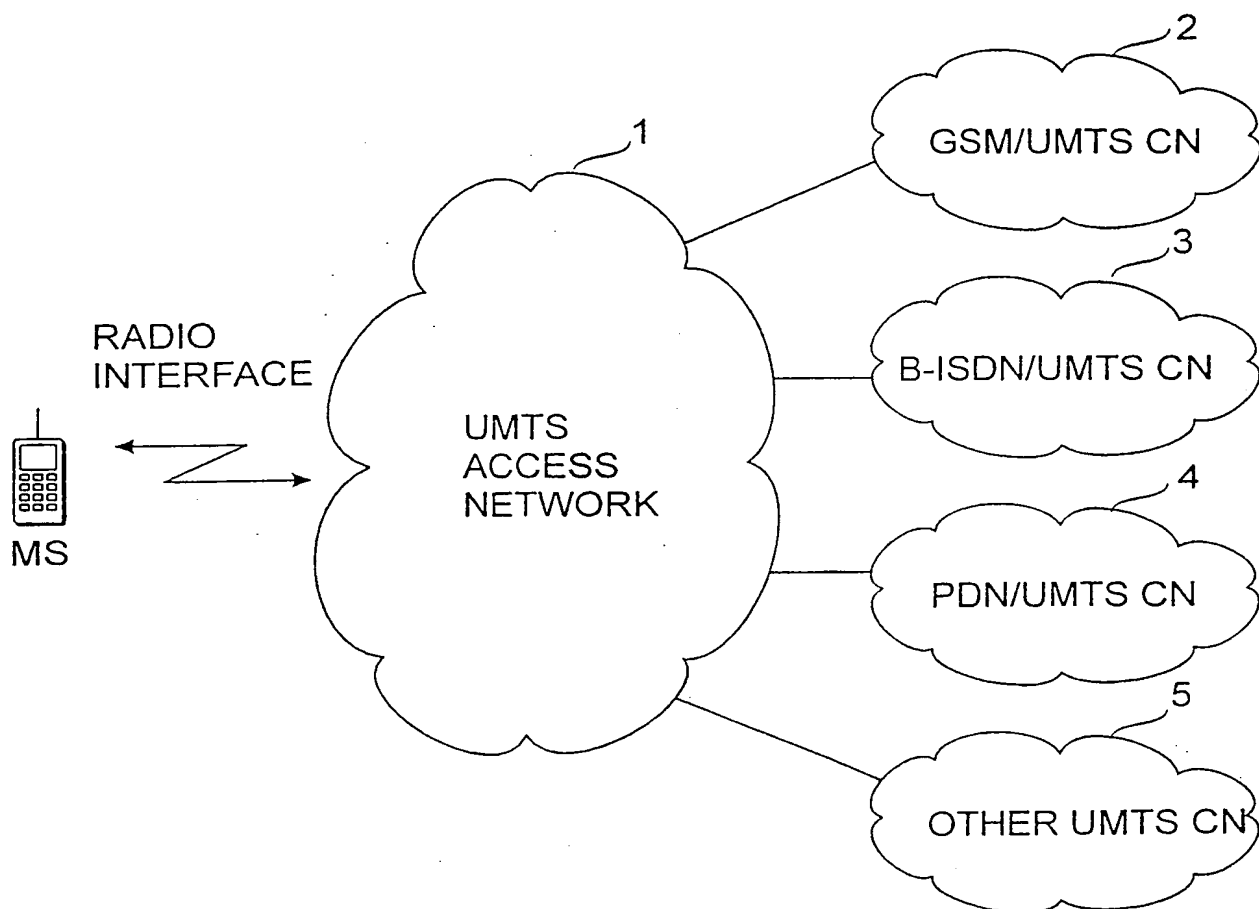 2
GSM/UMTS CN
1
3
RADIO
INTERFACE
B-ISDN/UMTS CN
UMTS
ACCESS
NETWORK
4
MS
PDN/UMTS CN
5
OTHER UMTS CN